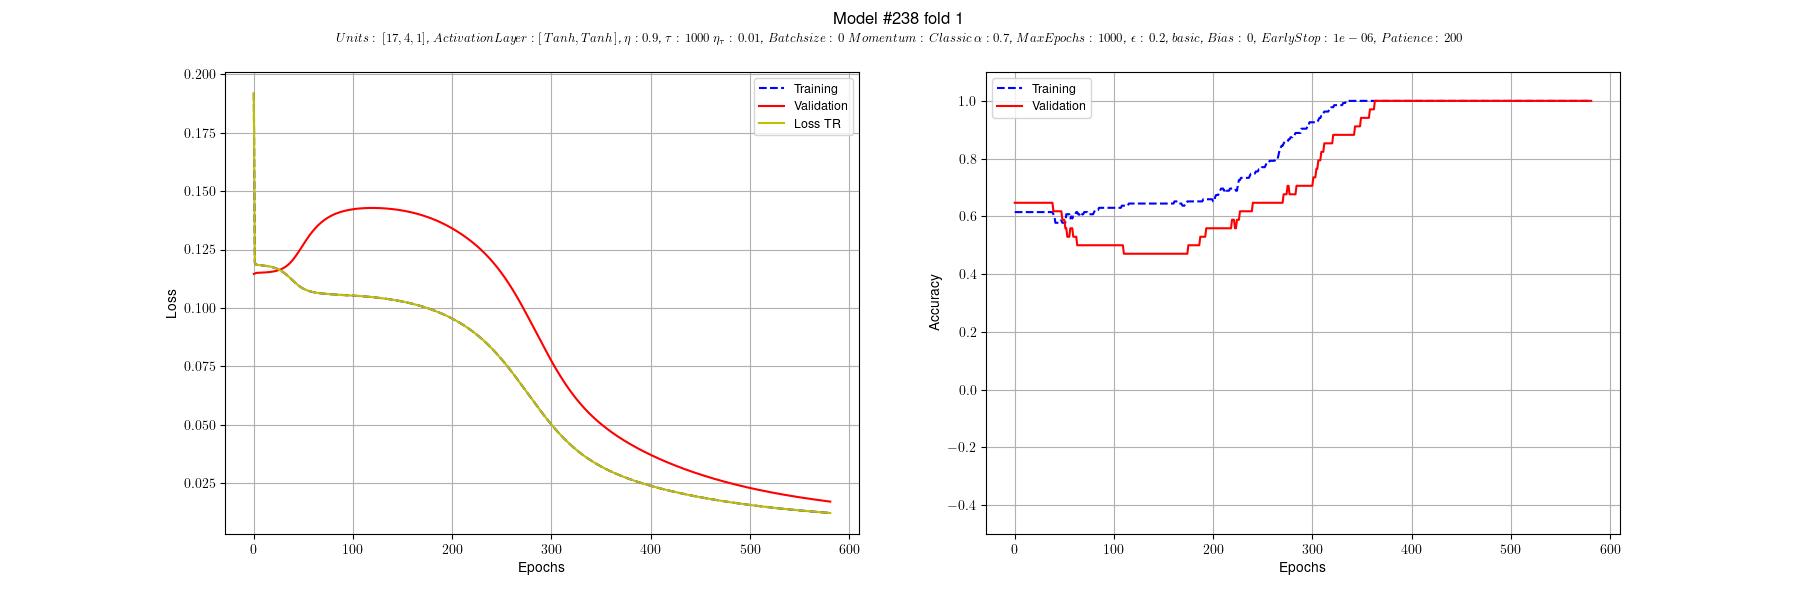 Model #238 fold 1
Units : [17, 4, 1], ActivationLayer : [Tanh, Tanh], η : 0.9, τ : 1000 ητ : 0.01, Batchsize : 0 Momentum : Classic α : 0.7, MaxEpochs : 1000, ϵ : 0.2, basic, Bias : 0, EarlyStop : 1e − 06, Patience : 200
0.200
0.175
0.150
0.125
0.100
0.075
0.050
0.025
Loss
0 100 200 300 400 500 600
Epochs
Training
Validation
Loss TR
1.0
0.8
0.6
0.4
0.2
0.0
−0.2
−0.4
Accuracy
0 100 200 300 400 500 600
Epochs
Training
Validation